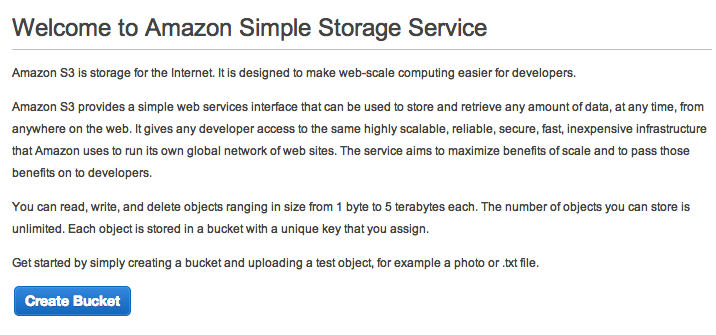 Welcome to Amazon Simple Storage Service
Amazon S3 is storage for the Internet. It is designed to make web-scale computing easier for developers.
Amazon S3 provides a simple web services interface that can be used to store and retrieve any amount of data, at any time, from
anywhere on the web. It gives any developer access to the same highly scalable, reliable, secure, fast, inexpensive infrastructure
that Amazon uses to run its own global network of web sites. The service aims to maximize benefits of scale and to pass those
benefits on to developers.
You can read, write, and delete objects ranging in size from 1 byte to 5 terabytes each. The number of objects you can store is
unlimited. Each object is stored in a bucket with a unique key that you assign.
Get started by simply creating a bucket and uploading a test object, for example a photo or .txt file.
Create Bucket